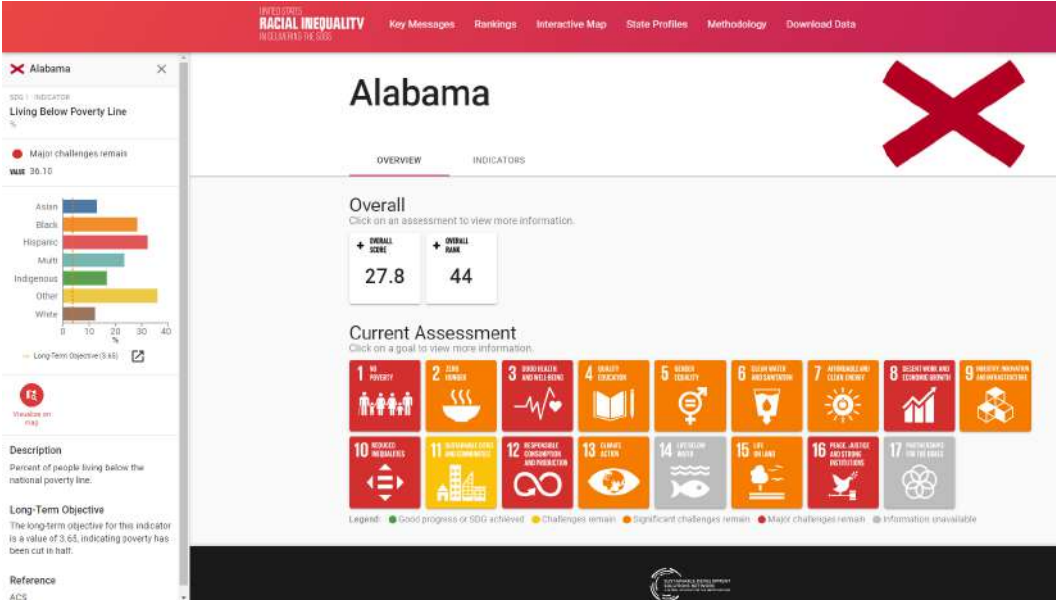 UNITED STATES
RACIAL INEQUALITY
IN DELIVERING THE SDGS
Key Messages
Rankings
Interactive Map
State Profiles
Methodology
Download Data
Alabama
SDG 1 INDICATOR
Living Below Poverty Line
%
Major challenges remain
VALUE 36.10
Asian
Black
Hispanic
Multi
Indigenous
Other
White
0 10 20 30 40
%
Long-Term Objective (3.65)
Visualize on
map
Description
Percent of people living below the
national poverty line.
Long-Term Objective
The long-term objective for this indicator
is a value of 3.65, indicating poverty has
been cut in half.
Reference
ACS
Alabama
OVERVIEW
INDICATORS
Overall
Click on an assessment to view more information.
+ OVERALL
SCORE
27.8
+ OVERALL
RANK
44
Current Assessment
Click on a goal to view more information.
1 NO
POVERTY
2 ZERO
HUNGER
3 GOOD HEALTH
AND WELL-BEING
4 QUALITY
EDUCATION
5 GENDER
EQUALITY
6 CLEAN WATER
AND SANITATION
7 AFFORDABLE AND
CLEAN ENERGY
8 DECENT WORK AND
ECONOMIC GROWTH
9 INDUSTRY, INNOVATION
AND INFRASTRUCTURE
10 REDUCED
INEQUALITIES
11 SUSTAINABLE CITIES
AND COMMUNITIES
12 RESPONSIBLE
CONSUMPTION
AND PRODUCTION
13 CLIMATE
ACTION
14 LIFE BELOW
WATER
15 LIFE
ON LAND
16 PEACE, JUSTICE
AND STRONG
INSTITUTIONS
17 PARTNERSHIPS
FOR THE GOALS
Legend: Good progress or SDG achieved Challenges remain Significant challenges remain Major challenges remain Information unavailable
SUSTAINABLE DEVELOPMENT
SOLUTIONS NETWORK